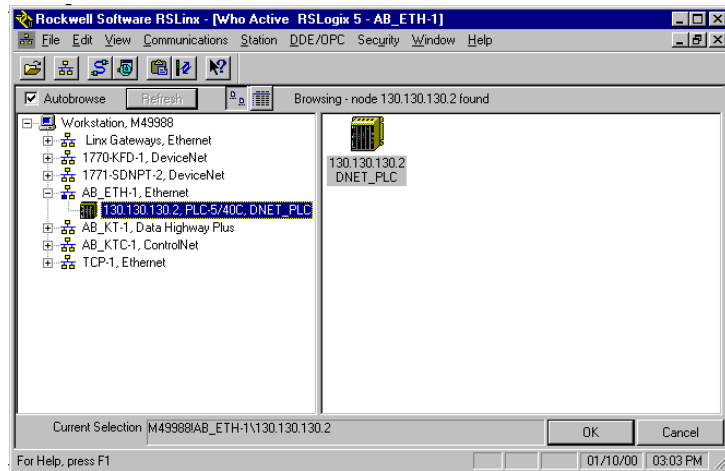 Rockwell Software RSLinx - [Who Active RSLogix 5 - AB_ETH-1]
File Edit View Communications Station DDE/OPC Security Window Help
Autobrowse Refresh Browsing - node 130.130.130.2 found
Workstation, M49988
Linx Gateways, Ethernet
1770-KFD-1, DeviceNet
1771-SDNPT-2, DeviceNet
AB_ETH-1, Ethernet
130.130.130.2, PLC-5/40C, DNET_PLC
AB_KT-1, Data Highway Plus
AB_KTC-1, ControlNet
TCP-1, Ethernet
130.130.130.2
DNET_PLC
Current Selection M49988!AB_ETH-1\130.130.130.2
OK Cancel
For Help, press F1 01/10/00 03:03 PM